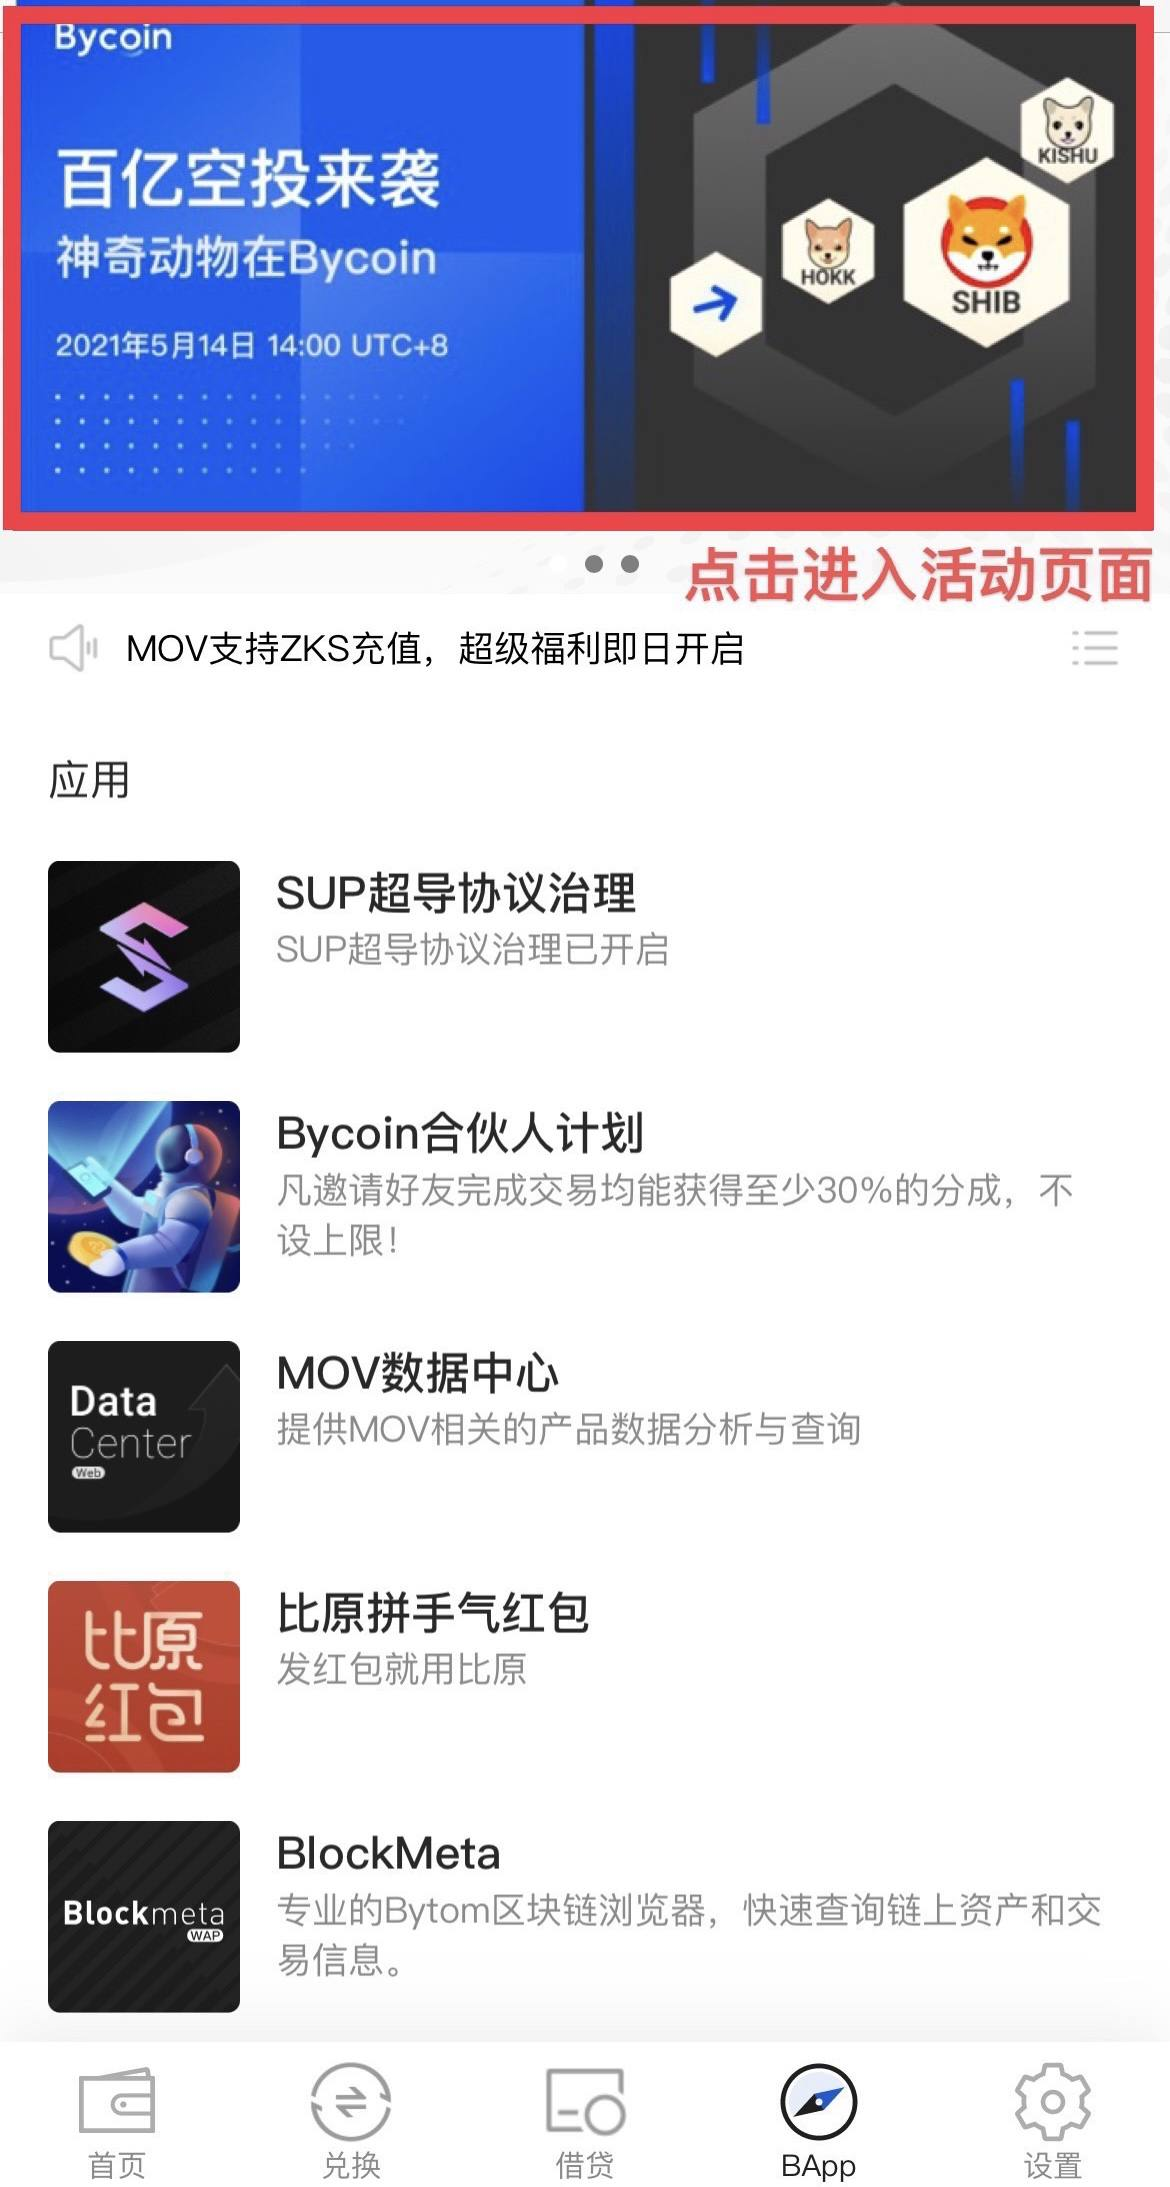 Bycoin
百亿空投来袭
神奇动物在Bycoin
2021年5月14日 14:00 UTC+8
KISHU
HOKK
SHIB
点击进入活动页面
MOV支持ZKS充值，超级福利即日开启
应用
SUP超导协议治理
SUP超导协议治理已开启
Bycoin合伙人计划
凡邀请好友完成交易均能获得至少30%的分成，不
设上限！
Data
Center
Web
MOV数据中心
提供MOV相关的产品数据分析与查询
比原
红包
比原拼手气红包
发红包就用比原
Blockmeta
WAP
BlockMeta
专业的Bytom区块链浏览器，快速查询链上资产和交
易信息。
首页
兑换
借贷
BApp
设置